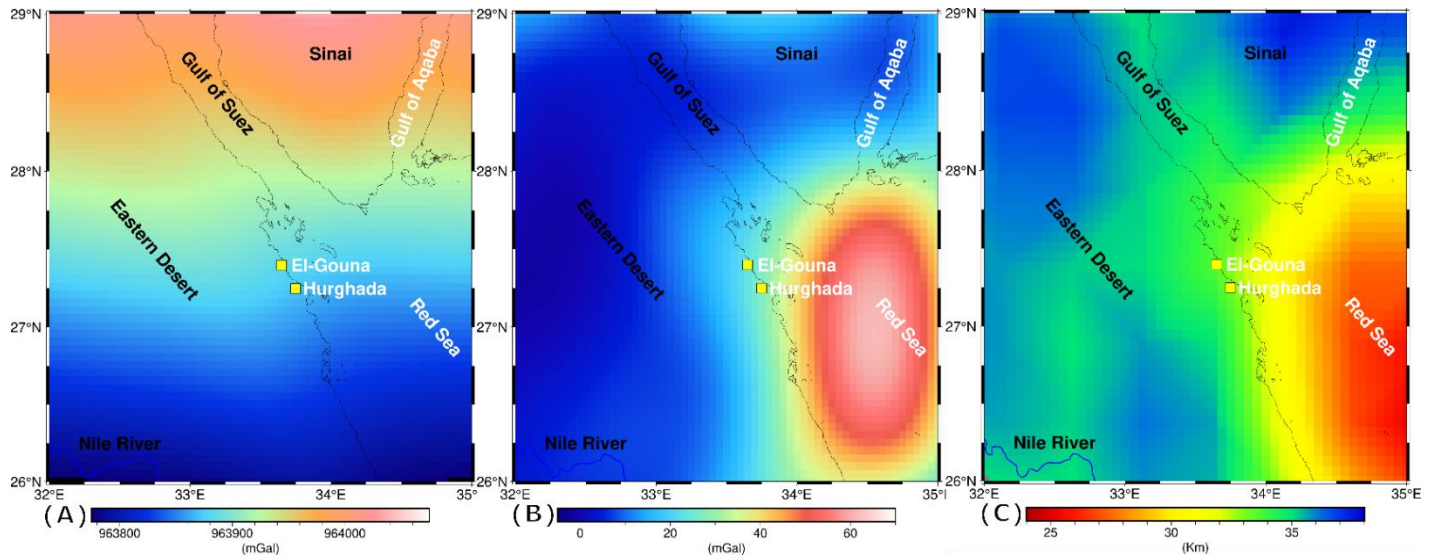 29°N
28°N
27°N
26°N
32°E
33°E
34°E
35°E
Sinai
Gulf of Suez
Gulf of Aqaba
Eastern Desert
El-Gouna
Hurghada
Red Sea
Nile River
(A)
963800
963900
964000
(mGal)
29°N
28°N
27°N
26°N
32°E
33°E
34°E
35°E
Sinai
Gulf of Suez
Gulf of Aqaba
Eastern Desert
El-Gouna
Hurghada
Red Sea
Nile River
(B)
0
20
40
60
(mGal)
29°N
28°N
27°N
26°N
32°E
33°E
34°E
35°E
Sinai
Gulf of Suez
Gulf of Aqaba
Eastern Desert
El-Gouna
Hurghada
Red Sea
Nile River
(C)
25
30
35
(Km)